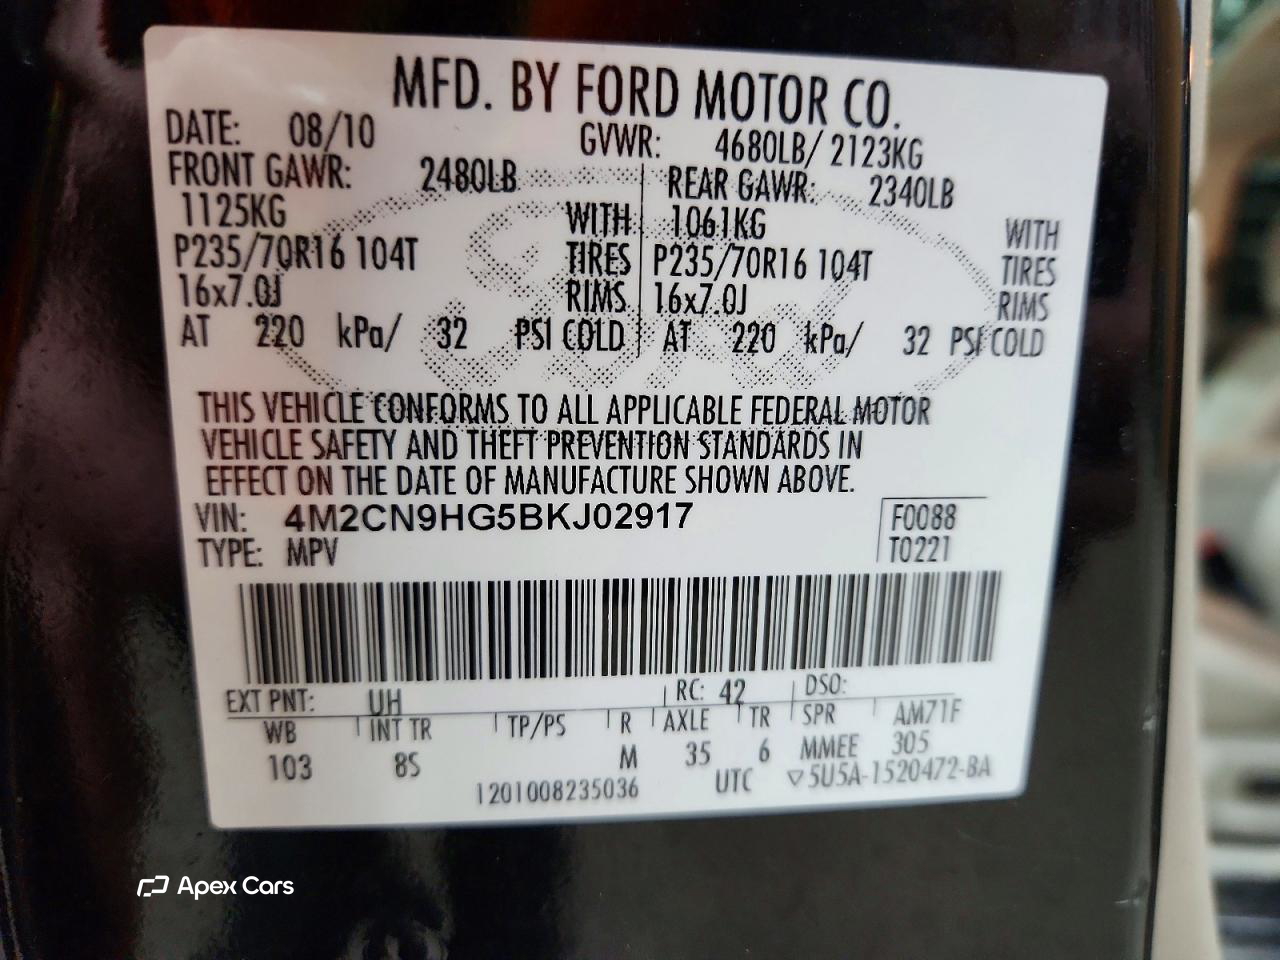 MFD. BY FORD MOTOR CO.
DATE: 08/10 GVWR: 4680LB/ 2123KG
FRONT GAWR: 2480LB REAR GAWR: 2340LB
1125KG WITH 1061KG WITH
P235/70R16 104T TIRES P235/70R16 104T TIRES
16x7.0J RIMS 16x7.0J RIMS
AT 220 kPa/ 32 PSI COLD AT 220 kPa/ 32 PSI COLD
THIS VEHICLE CONFORMS TO ALL APPLICABLE FEDERAL MOTOR
VEHICLE SAFETY AND THEFT PREVENTION STANDARDS IN
EFFECT ON THE DATE OF MANUFACTURE SHOWN ABOVE.
VIN: 4M2CN9HG5BKJ02917 F0088
TYPE: MPV T0221
EXT PNT: UH RC: 42 DSO:
WB INT TR TP/PS R AXLE TR SPR AM71F
103 8S M 35 6 MMEE 305
1201008235036 UTC ▽5U5A-1520472-BA
Apex Cars